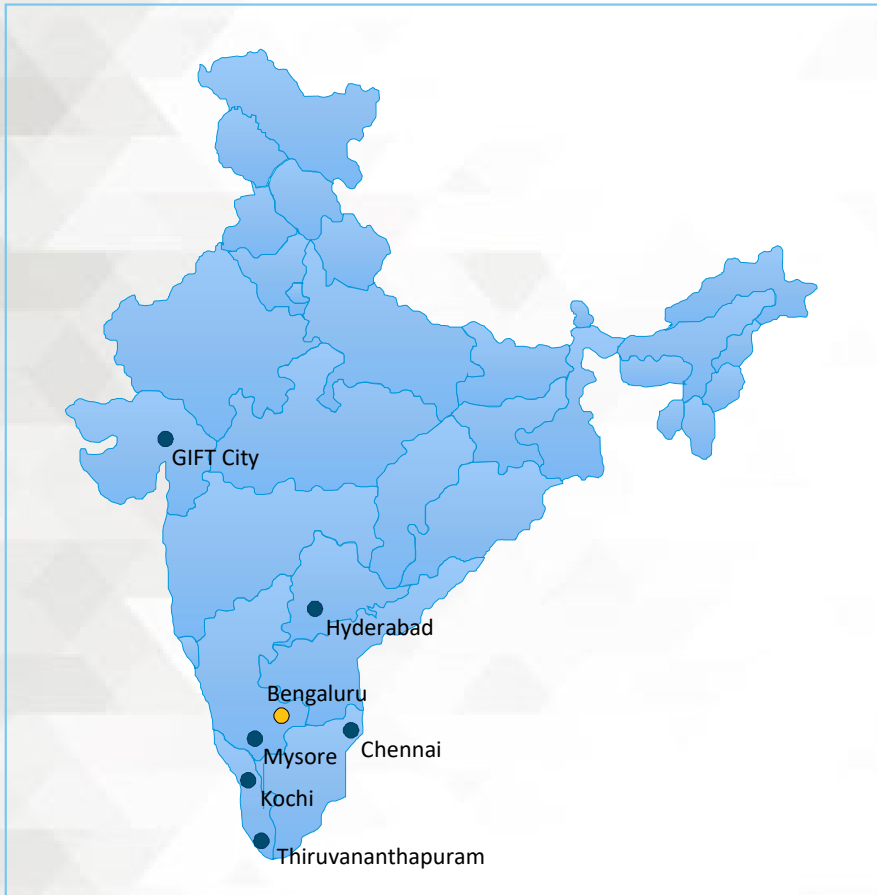 GIFT City
Hyderabad
Bengaluru
Chennai
Mysore
Kochi
Thiruvananthapuram